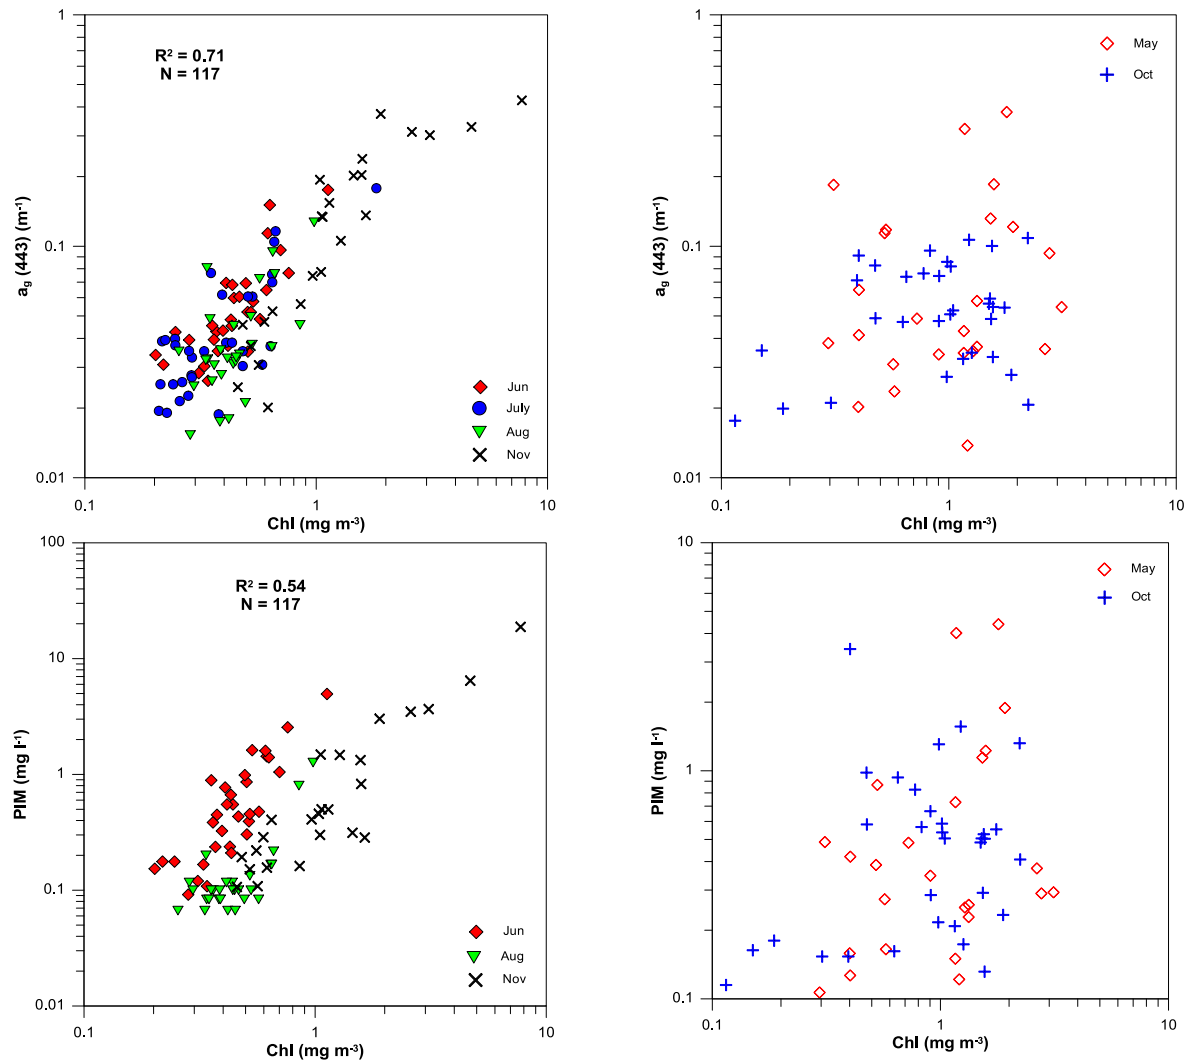 1
0.1
0.01
a_g (443) (m⁻¹)
R² = 0.71
N = 117
Jun
July
Aug
Nov
0.1
1
10
Chl (mg m⁻³)
1
0.1
0.01
a_g (443) (m⁻¹)
May
Oct
0.1
1
10
Chl (mg m⁻³)
100
10
1
0.1
0.01
PIM (mg l⁻¹)
R² = 0.54
N = 117
Jun
Aug
Nov
0.1
1
10
Chl (mg m⁻³)
10
1
0.1
PIM (mg l⁻¹)
May
Oct
0.1
1
10
Chl (mg m⁻³)